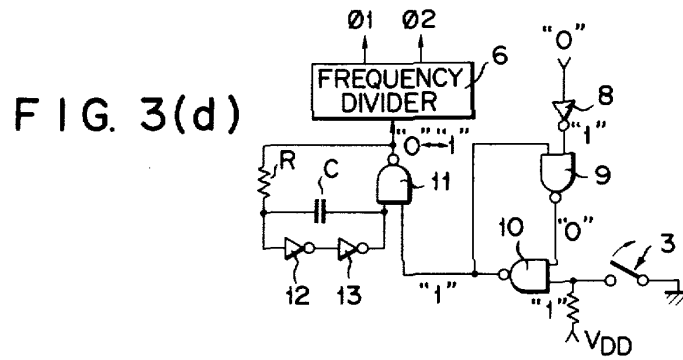 Ø1 Ø2
"0"
FREQUENCY
DIVIDER
6
8
FIG. 3(d)
"0"↔"1"
"1"
R
C
11
9
"0"
10
3
12
13
"1"
"1"
VDD